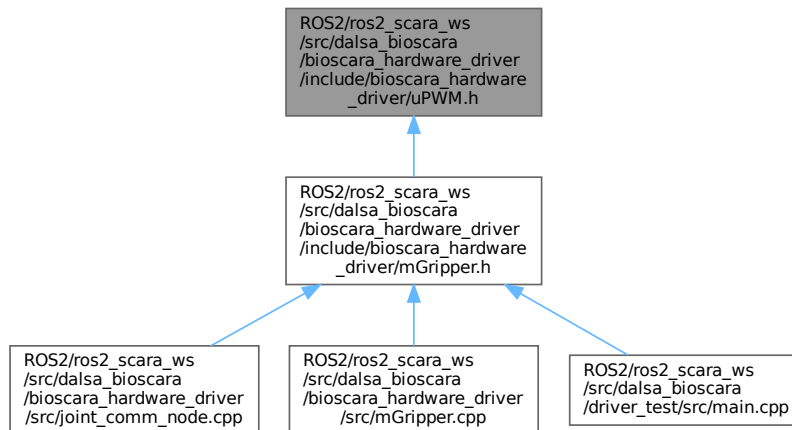 ROS2/ros2_scara_ws
/src/dalsa_bioscara
/bioscara_hardware_driver
/include/bioscara_hardware
_driver/uPWM.h
ROS2/ros2_scara_ws
/src/dalsa_bioscara
/bioscara_hardware_driver
/include/bioscara_hardware
_driver/mGripper.h
ROS2/ros2_scara_ws
/src/dalsa_bioscara
/bioscara_hardware_driver
/src/joint_comm_node.cpp
ROS2/ros2_scara_ws
/src/dalsa_bioscara
/bioscara_hardware_driver
/src/mGripper.cpp
ROS2/ros2_scara_ws
/src/dalsa_bioscara
/driver_test/src/main.cpp